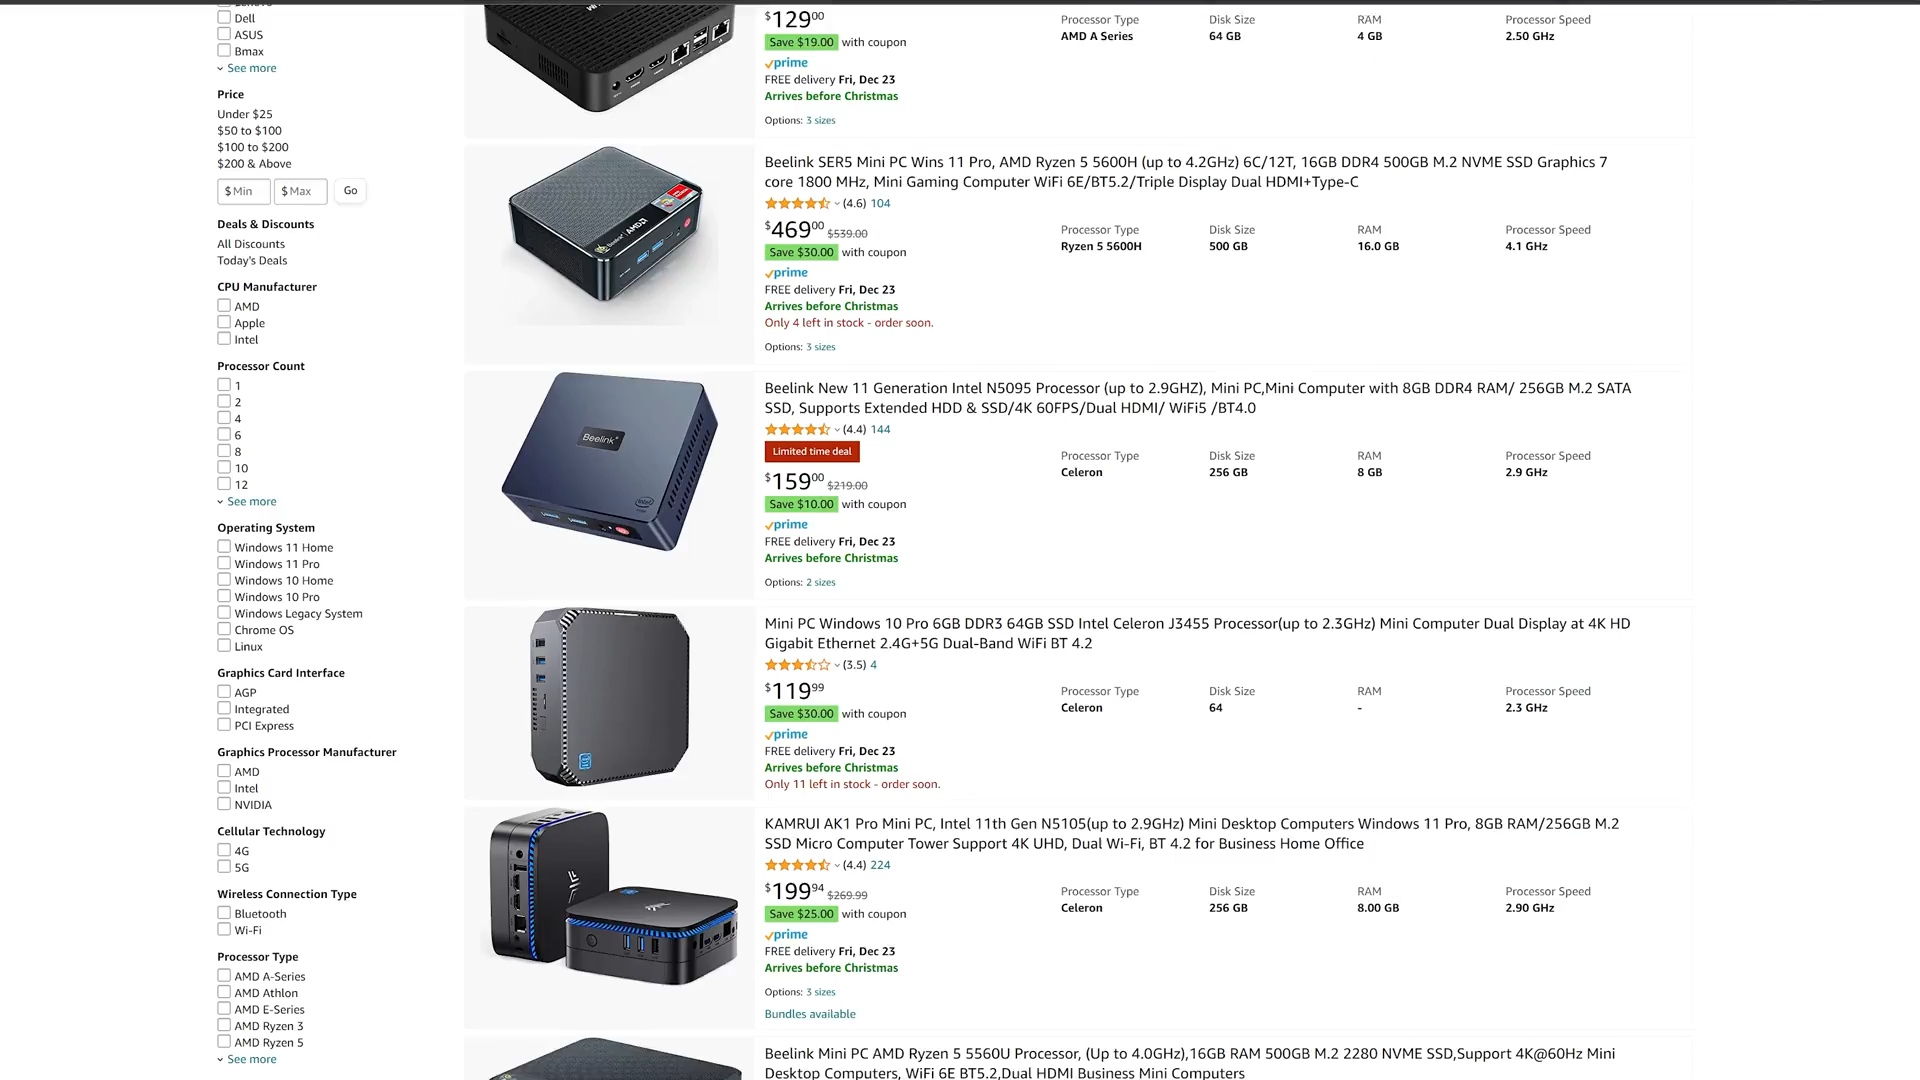 Dell
ASUS
Bmax
See more
Price
Under $25
$50 to $100
$100 to $200
$200 & Above
$ Min $ Max Go
Deals & Discounts
All Discounts
Today's Deals
CPU Manufacturer
AMD
Apple
Intel
Processor Count
1
2
4
6
8
10
12
See more
Operating System
Windows 11 Home
Windows 11 Pro
Windows 10 Home
Windows 10 Pro
Windows Legacy System
Chrome OS
Linux
Graphics Card Interface
AGP
Integrated
PCI Express
Graphics Processor Manufacturer
AMD
Intel
NVIDIA
Cellular Technology
4G
5G
Wireless Connection Type
Bluetooth
Wi-Fi
Processor Type
AMD A-Series
AMD Athlon
AMD E-Series
AMD Ryzen 3
AMD Ryzen 5
See more
$129.00
Save $19.00 with coupon
prime
FREE delivery Fri, Dec 23
Arrives before Christmas
Options: 3 sizes
Processor Type Disk Size RAM Processor Speed
AMD A Series 64 GB 4 GB 2.50 GHz
Beelink SER5 Mini PC Wins 11 Pro, AMD Ryzen 5 5600H (up to 4.2GHz) 6C/12T, 16GB DDR4 500GB M.2 NVME SSD Graphics 7
core 1800 MHz, Mini Gaming Computer WiFi 6E/BT5.2/Triple Display Dual HDMI+Type-C
(4.6) 104
$469.00 $539.00
Save $30.00 with coupon
prime
FREE delivery Fri, Dec 23
Arrives before Christmas
Only 4 left in stock - order soon.
Options: 3 sizes
Processor Type Disk Size RAM Processor Speed
Ryzen 5 5600H 500 GB 16.0 GB 4.1 GHz
AMD
Beelink New 11 Generation Intel N5095 Processor (up to 2.9GHZ), Mini PC,Mini Computer with 8GB DDR4 RAM/ 256GB M.2 SATA
SSD, Supports Extended HDD & SSD/4K 60FPS/Dual HDMI/ WiFi5 /BT4.0
(4.4) 144
Limited time deal
$159.00 $219.00
Save $10.00 with coupon
prime
FREE delivery Fri, Dec 23
Arrives before Christmas
Options: 2 sizes
Processor Type Disk Size RAM Processor Speed
Celeron 256 GB 8 GB 2.9 GHz
Beelink
Mini PC Windows 10 Pro 6GB DDR3 64GB SSD Intel Celeron J3455 Processor(up to 2.3GHz) Mini Computer Dual Display at 4K HD
Gigabit Ethernet 2.4G+5G Dual-Band WiFi BT 4.2
(3.5) 4
$119.99
Save $30.00 with coupon
prime
FREE delivery Fri, Dec 23
Arrives before Christmas
Only 11 left in stock - order soon.
Processor Type Disk Size RAM Processor Speed
Celeron 64 - 2.3 GHz
KAMRUI AK1 Pro Mini PC, Intel 11th Gen N5105(up to 2.9GHz) Mini Desktop Computers Windows 11 Pro, 8GB RAM/256GB M.2
SSD Micro Computer Tower Support 4K UHD, Dual Wi-Fi, BT 4.2 for Business Home Office
(4.4) 224
$199.94 $269.99
Save $25.00 with coupon
prime
FREE delivery Fri, Dec 23
Arrives before Christmas
Options: 3 sizes
Bundles available
Processor Type Disk Size RAM Processor Speed
Celeron 256 GB 8.00 GB 2.90 GHz
Beelink Mini PC AMD Ryzen 5 5560U Processor, (Up to 4.0GHz),16GB RAM 500GB M.2 2280 NVME SSD,Support 4K@60Hz Mini
Desktop Computers, WiFi 6E BT5.2,Dual HDMI Business Mini Computers